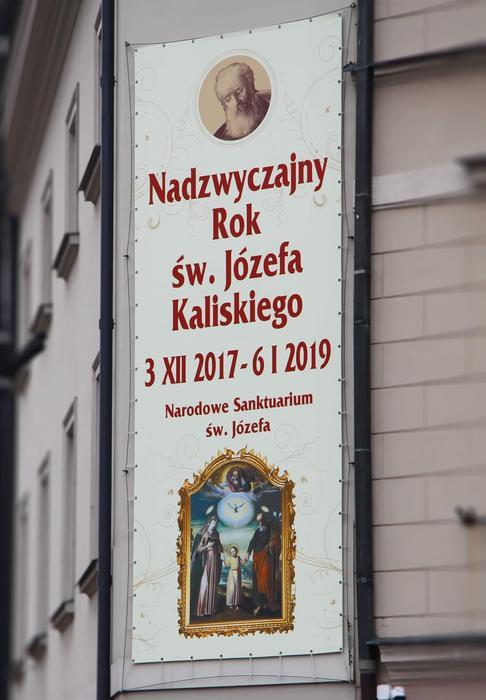 Nadzwyczajny
Rok
św. Józefa
Kaliskiego
3 XII 2017 - 6 I 2019
Narodowe Sanktuarium
św. Józefa